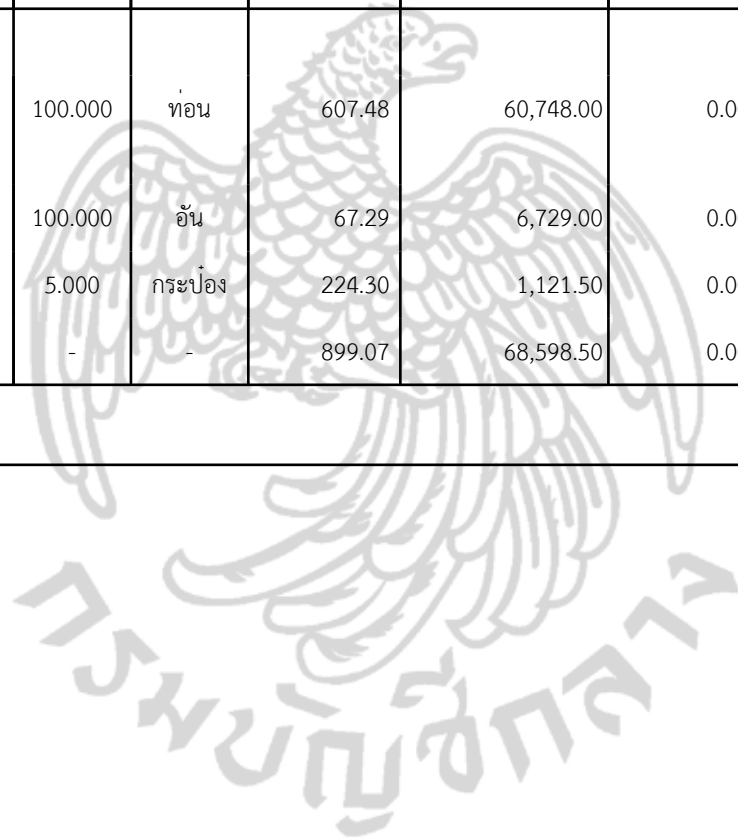 100.000 ท่อน 607.48 60,748.00 0.0
100.000 อัน 67.29 6,729.00 0.0
5.000 กระป๋อง 224.30 1,121.50 0.0
- - 899.07 68,598.50 0.0
กรมบัญชีกลาง